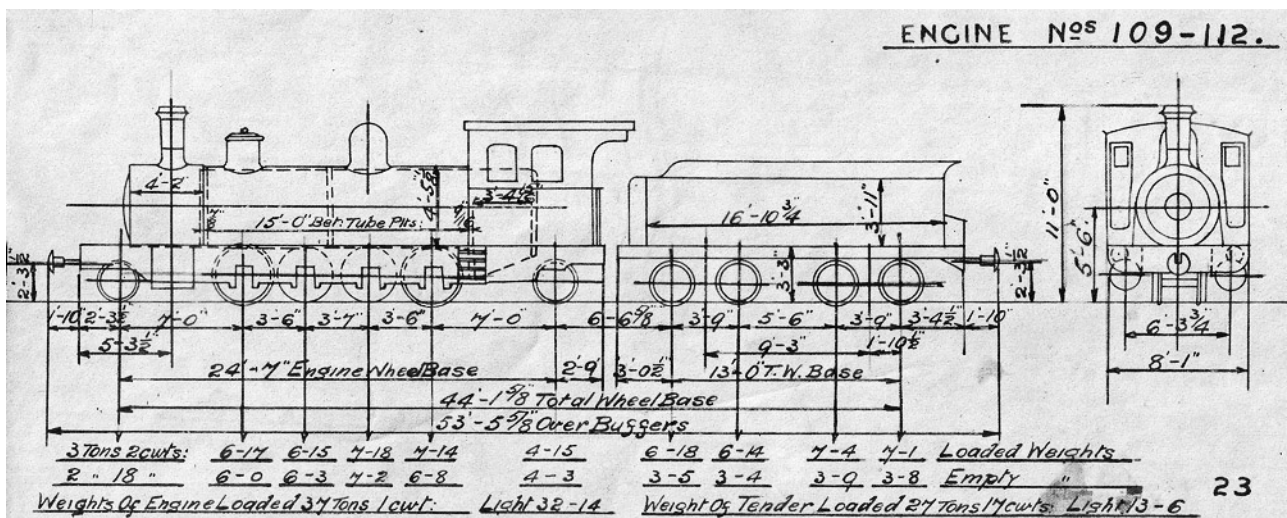 ENGINE Nos 109-112.
4'-2"
15'-0" Bet. Tube Plts:
3'-4½"
16'-10¾
3'-11"
11'-0"
5'-6"
2'-3½"
3'-3"
2'-3½"
1'-10" 2'-3½" 7'-0" 3'-6" 3'-7" 3'-6" 7'-0" 6'-6⅝" 3'-9" 5'-6" 3'-9" 3'-4½" 1'-10"
5-3½" 9'-3" 1'-10½" 6'-3¾"
24'-7" Engine Wheel Base 2'-9" 3'-0½" 13'-0" T.W. Base 8'-1"
44'-1⅝" Total Wheel Base
53'-5⅝" Over Buggers
3 Tons 2cwts: 6-17 6-15 7-18 7-14 4-15 6-18 6-14 7-4 7-1 Loaded Weights
2 " 18 " 6-0 6-3 7-2 6-8 4-3 3-5 3-4 3-9 3-8 Empty "
23
Weights Of Engine Loaded 37 Tons 1 cwt: Light 32-14 Weight Of Tender Loaded 27 Tons 17 cwts: Light 13-6